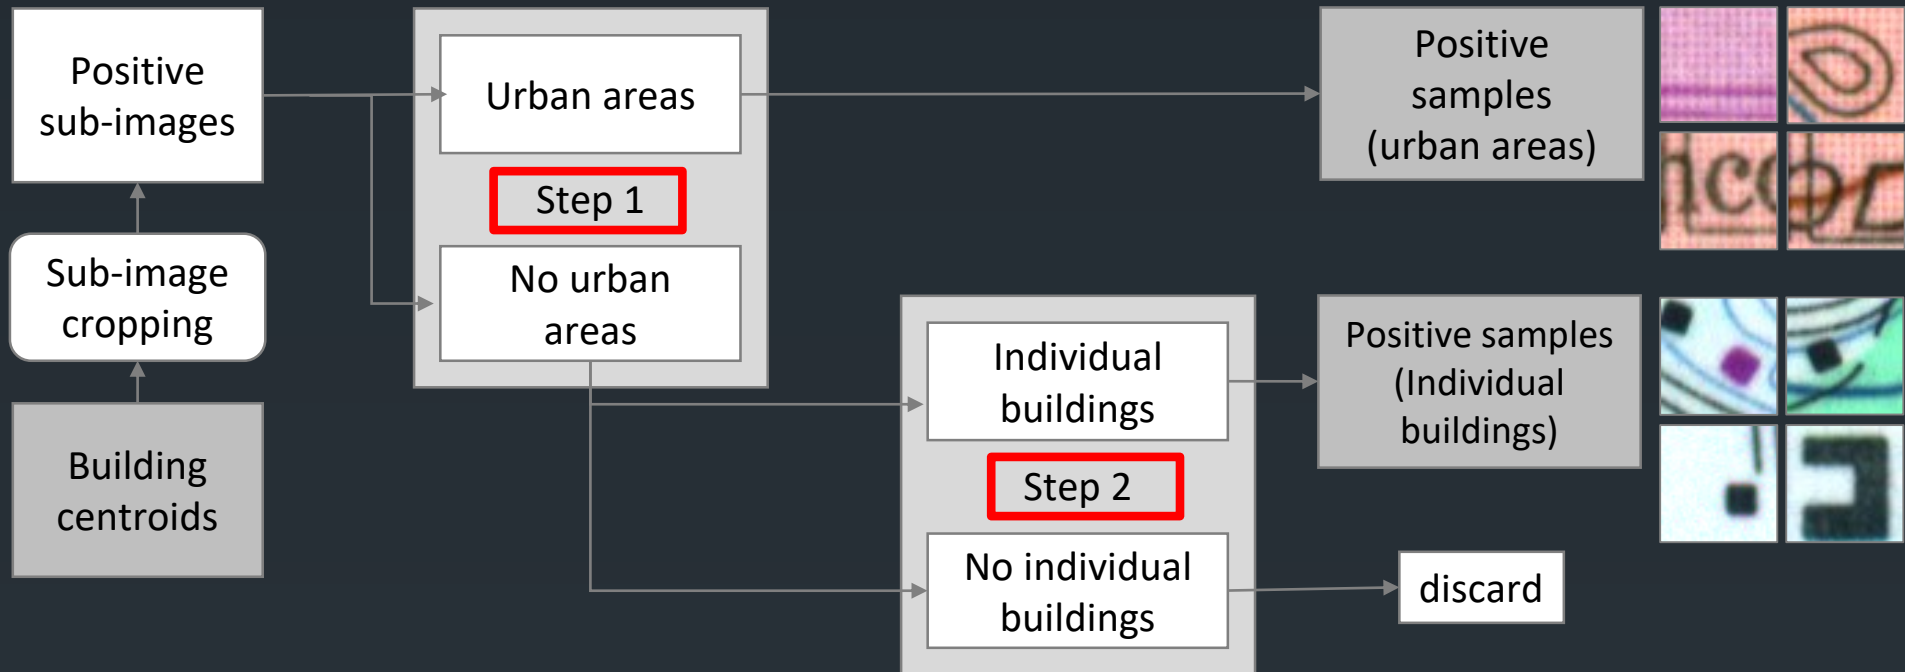 Positive
sub-images
Sub-image
cropping
Building
centroids
Urban areas
Step 1
No urban
areas
Individual
buildings
Step 2
No individual
buildings
Positive
samples
(urban areas)
Positive samples
(Individual
buildings)
discard